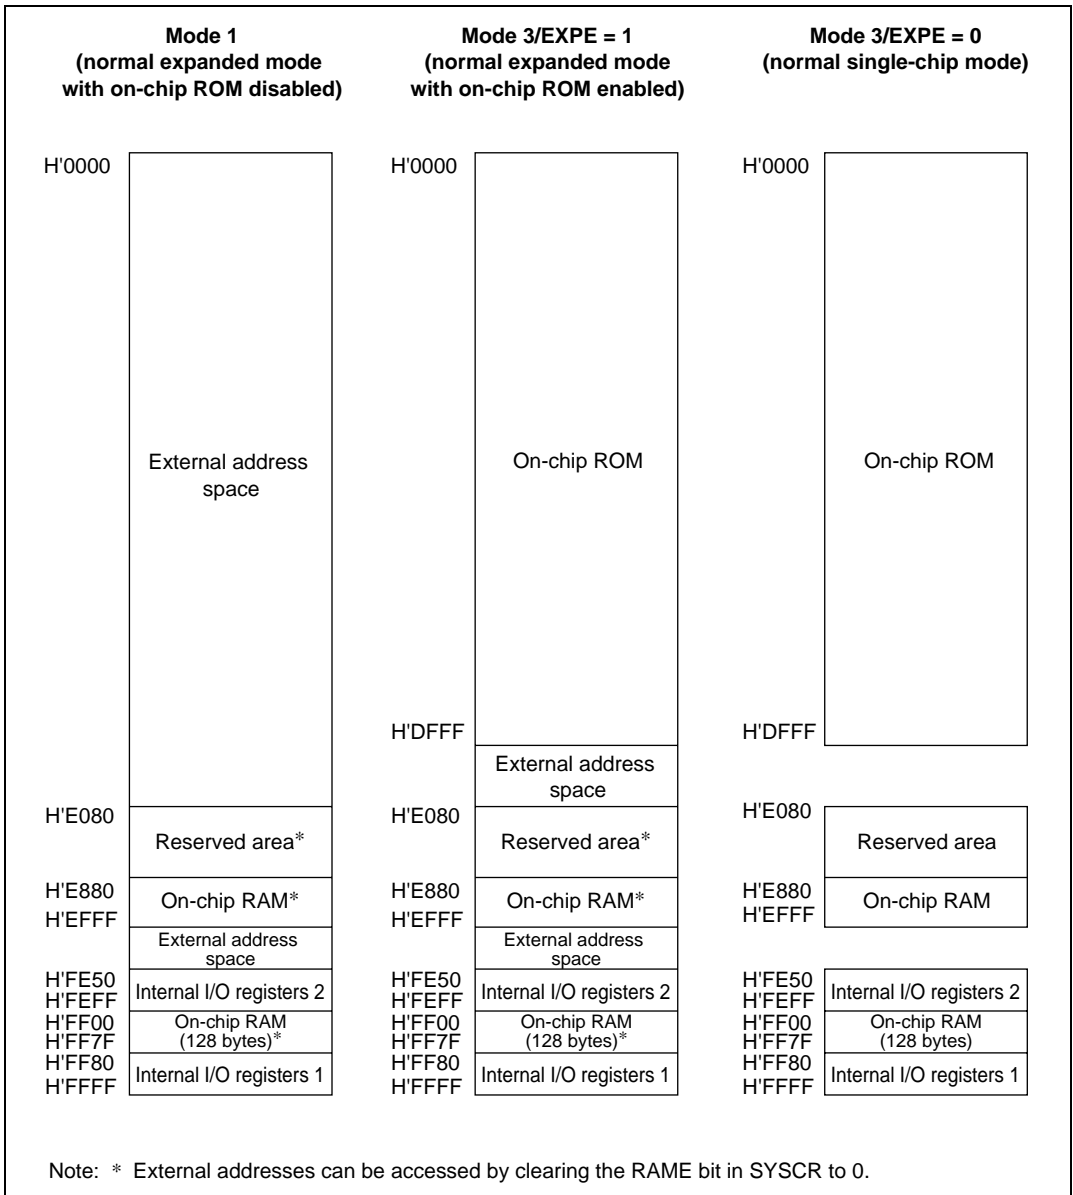 Mode 1
(normal expanded mode
with on-chip ROM disabled)
H'0000
External address
space
H'E080
Reserved area*
H'E880
On-chip RAM*
H'EFFF
External address
space
H'FE50
Internal I/O registers 2
H'FEFF
H'FF00
On-chip RAM
(128 bytes)*
H'FF7F
H'FF80
Internal I/O registers 1
H'FFFF
Mode 3/EXPE = 1
(normal expanded mode
with on-chip ROM enabled)
H'0000
On-chip ROM
H'DFFF
External address
space
H'E080
Reserved area*
H'E880
On-chip RAM*
H'EFFF
External address
space
H'FE50
Internal I/O registers 2
H'FEFF
H'FF00
On-chip RAM
(128 bytes)*
H'FF7F
H'FF80
Internal I/O registers 1
H'FFFF
Mode 3/EXPE = 0
(normal single-chip mode)
H'0000
On-chip ROM
H'DFFF
H'E080
Reserved area
H'E880
On-chip RAM
H'EFFF
H'FE50
Internal I/O registers 2
H'FEFF
H'FF00
On-chip RAM
(128 bytes)
H'FF7F
H'FF80
Internal I/O registers 1
H'FFFF
Note: * External addresses can be accessed by clearing the RAME bit in SYSCR to 0.